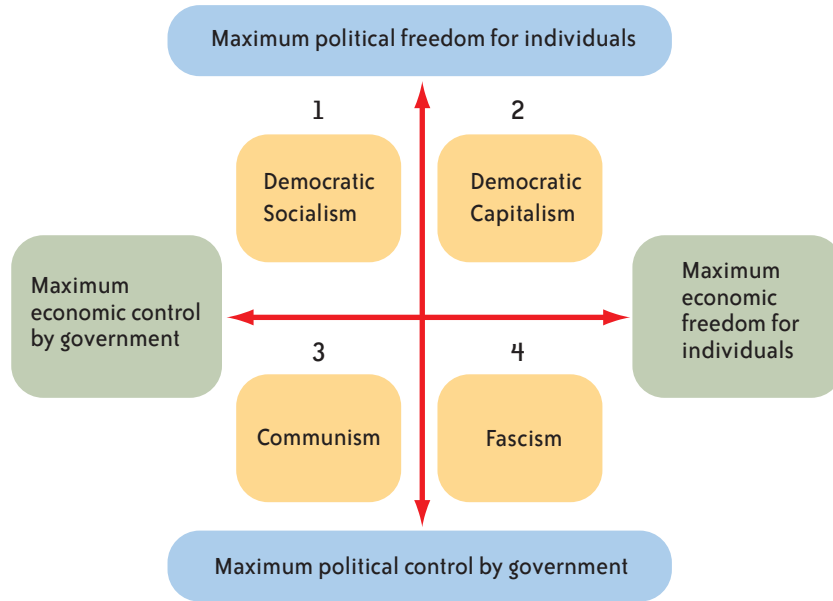 Maximum political freedom for individuals
1
2
Democratic
Socialism
Democratic
Capitalism
Maximum
economic control
by government
Maximum
economic
freedom for
individuals
3
4
Communism
Fascism
Maximum political control by government